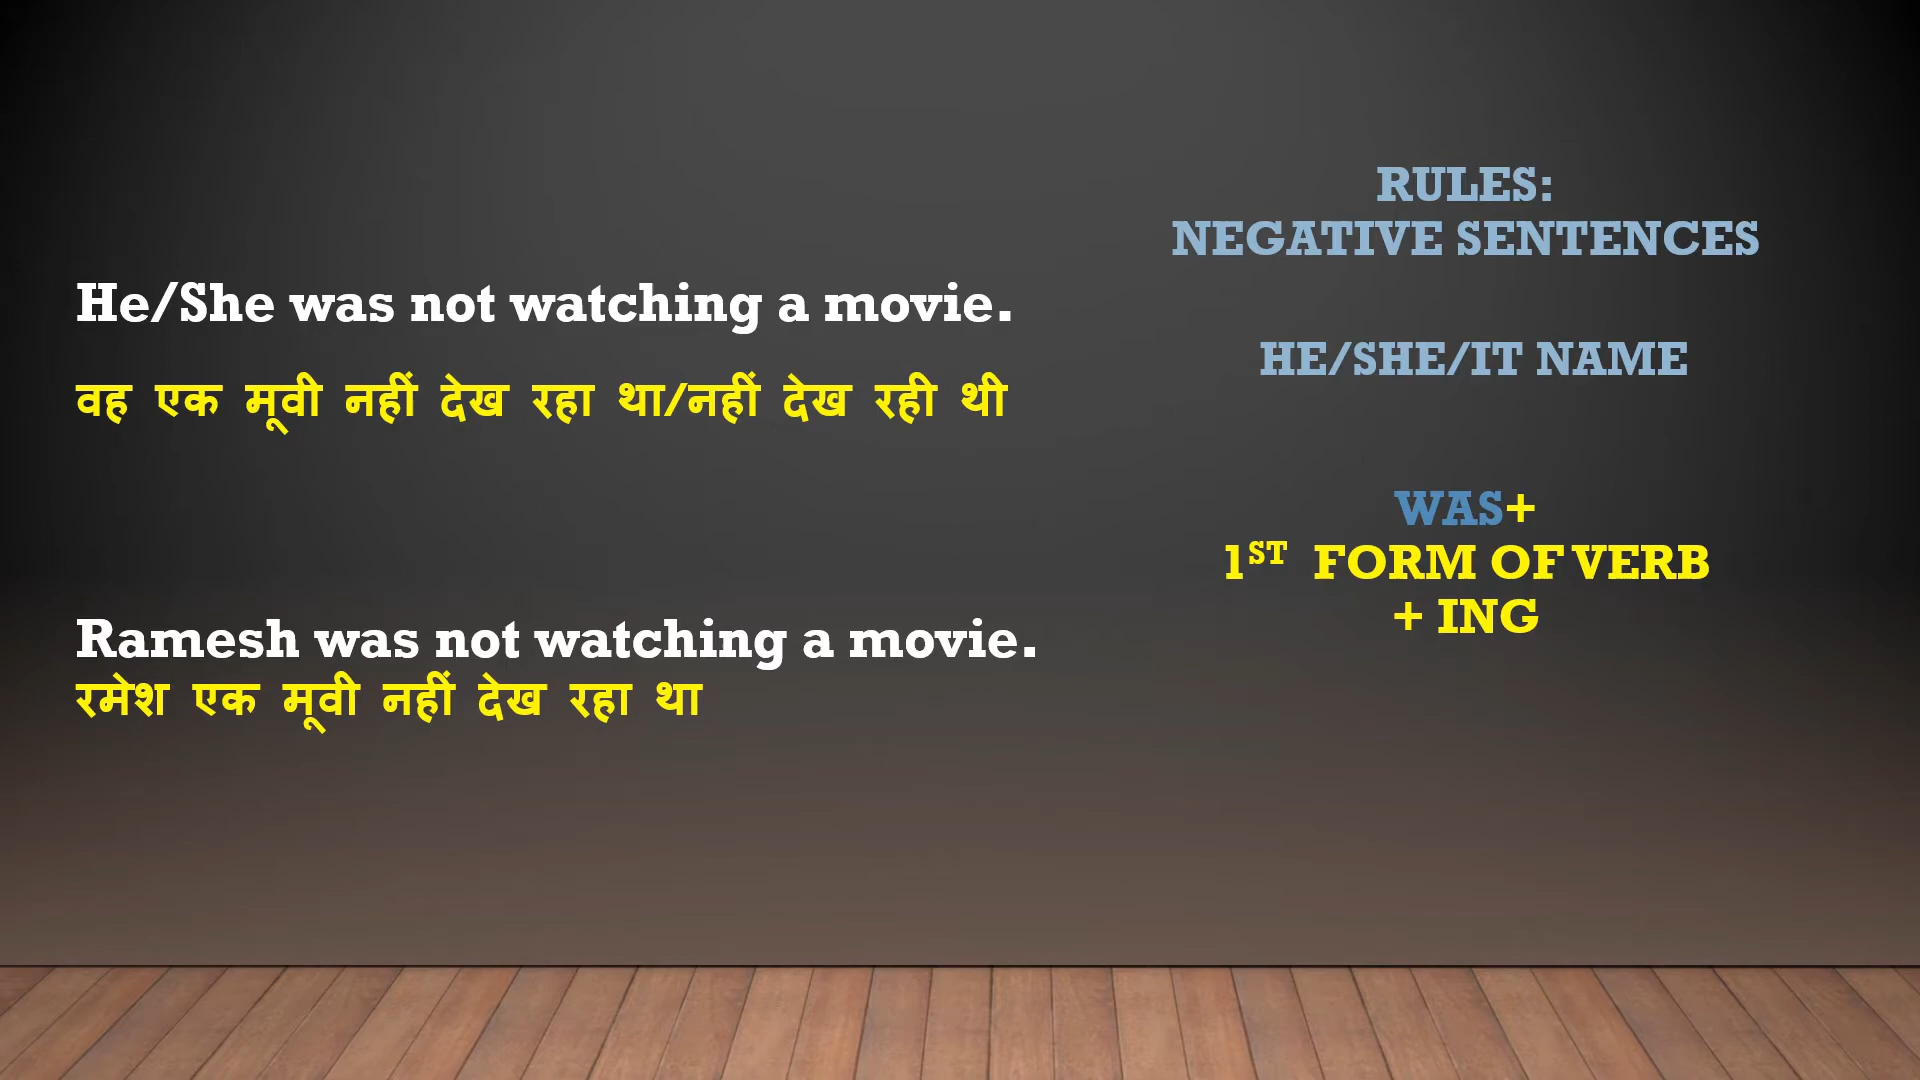 He/She was not watching a movie.
वह एक मूवी नहीं देख रहा था/नहीं देख रही थी
Ramesh was not watching a movie.
रमेश एक मूवी नहीं देख रहा था
RULES:
NEGATIVE SENTENCES
HE/SHE/IT NAME
WAS+
1ST FORM OF VERB
+ ING